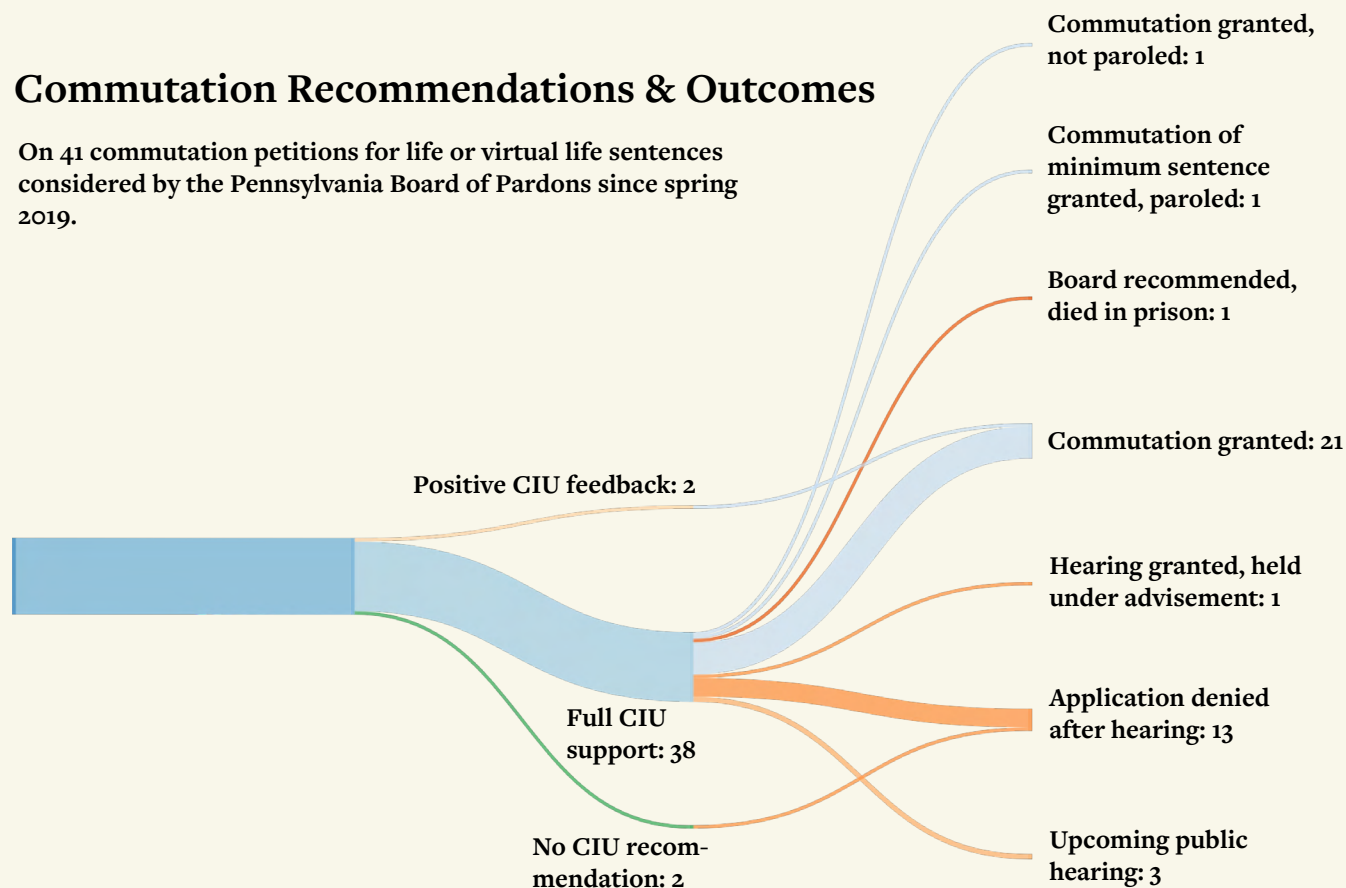 Commutation Recommendations & Outcomes
On 41 commutation petitions for life or virtual life sentences
considered by the Pennsylvania Board of Pardons since spring
2019.
Commutation granted,
not paroled: 1
Commutation of
minimum sentence
granted, paroled: 1
Board recommended,
died in prison: 1
Commutation granted: 21
Positive CIU feedback: 2
Hearing granted, held
under advisement: 1
Full CIU
support: 38
Application denied
after hearing: 13
No CIU recom-
mendation: 2
Upcoming public
hearing: 3